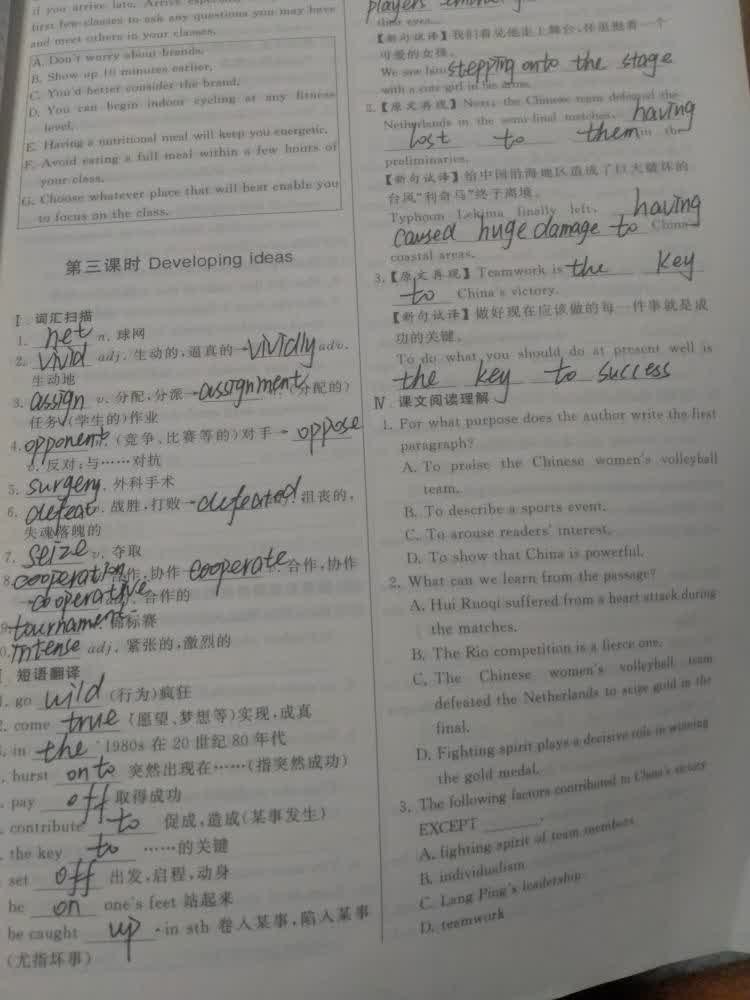 if you arrive late. Arrive
first few classes to ask any questions you may have
and meet others in your classes.
A. Don't worry about brands.
B. Show up 10 minutes earlier.
C. You'd better consider the brand.
D. You can begin indoor cycling at any fitness
level.
E. Having a nutritional meal will keep you energetic.
F. Avoid eating a full meal within a few hours of
your class.
G. Choose whatever place that will best enable you
to focus on the class.
第三课时 Developing ideas
Ⅰ 词汇扫描
1. net n. 球网
2. vivid adj. 生动的,逼真的→vividly adv.
生动地
3. assign v. 分配,分派→assignment n. (分配的)
任务,(学生的)作业
4. opponent (竞争、比赛等的)对手→ oppose
v. 反对;与……对抗
5. surgery 外科手术
6. defeat v. 战胜,打败→defeated 沮丧的,
失魂落魄的
7. seize v. 夺取
8. cooperation 合作,协作 cooperate 合作,协作
→cooperative 合作的
9. tournament 锦标赛
0. intense adj. 紧张的,激烈的
短语翻译
1. go wild (行为)疯狂
2. come true (愿望、梦想等)实现,成真
. in the 1980s 在 20 世纪 80 年代
. burst onto 突然出现在……(指突然成功)
. pay off 取得成功
. contribute to 促成,造成(某事发生)
. the key to ……的关键
. set off 出发,启程,动身
be on one's feet 站起来
be caught up in sth 卷入某事,陷入某事
(尤指坏事)
players
their eyes.
【新句试译】我们看见他走上舞台,怀里抱着一个
可爱的女孩。
We saw him stepping onto the stage
with a cute girl in his arms.
2.【原文再现】Next, the Chinese team defeated the
Netherlands in the semi-final matches, having
lost to them in the
preliminaries.
【新句试译】给中国沿海地区造成了巨大破坏的
台风“利奇马”终于离境。
Typhoon Lekima finally left, having
caused huge damage to China's
coastal areas.
3.【原文再现】Teamwork is the key
to China's victory.
【新句试译】做好现在应该做的每一件事就是成
功的关键。
To do what you should do at present well is
the key to success
Ⅳ 课文阅读理解
1. For what purpose does the author write the first
paragraph?
A. To praise the Chinese women's volleyball
team.
B. To describe a sports event.
C. To arouse readers' interest.
D. To show that China is powerful.
2. What can we learn from the passage?
A. Hui Ruoqi suffered from a heart attack during
the matches.
B. The Rio competition is a fierce one.
C. The Chinese women's volleyball team
defeated the Netherlands to seize gold in the
final.
D. Fighting spirit plays a decisive role in winning
the gold medal.
3. The following factors contributed to China's victory
EXCEPT ______.
A. fighting spirit of team members
B. individualism
C. Lang Ping's leadership
D. teamwork